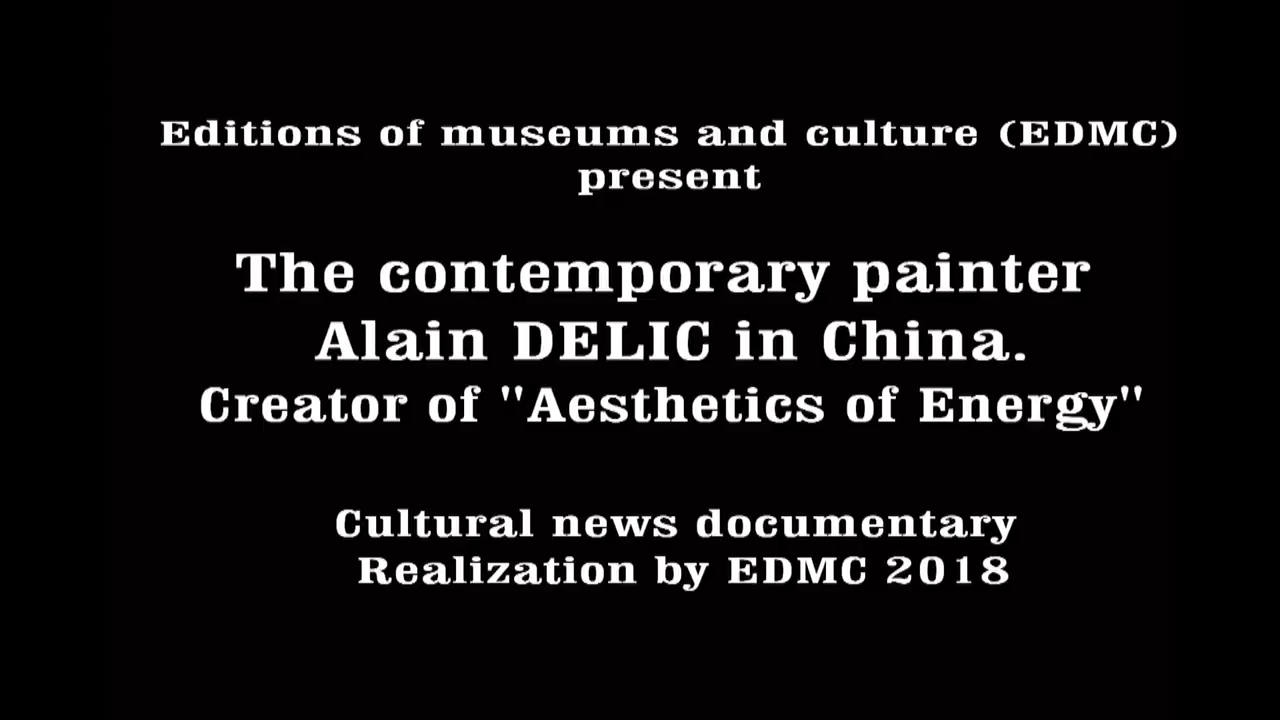 Editions of museums and culture (EDMC)
present
The contemporary painter
Alain DELIC in China.
Creator of "Aesthetics of Energy"
Cultural news documentary
Realization by EDMC 2018